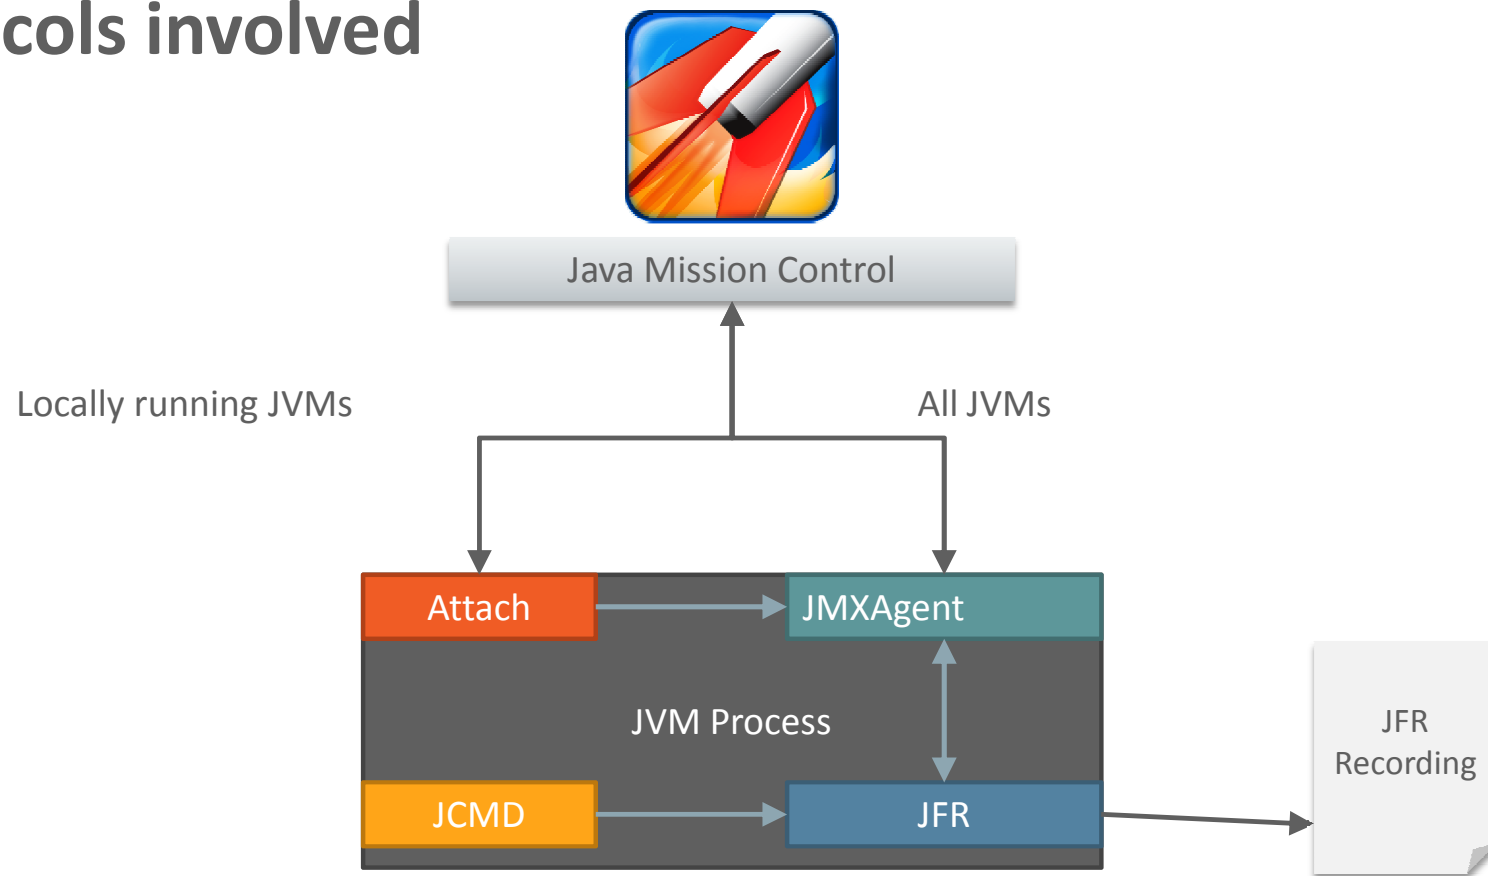 cols involved
Java Mission Control
Locally running JVMs
All JVMs
Attach
JMXAgent
JVM Process
JFR
Recording
JCMD
JFR